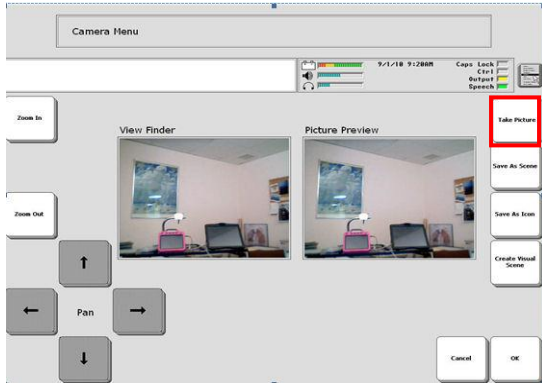 Camera Menu
9/1/10 9:20AM
Caps Lock
Ctrl
Output
Speech
Zoom In
View Finder
Picture Preview
Take Picture
Save As Scene
Zoom Out
Save As Icon
Create Visual
Scene
Pan
Cancel
OK